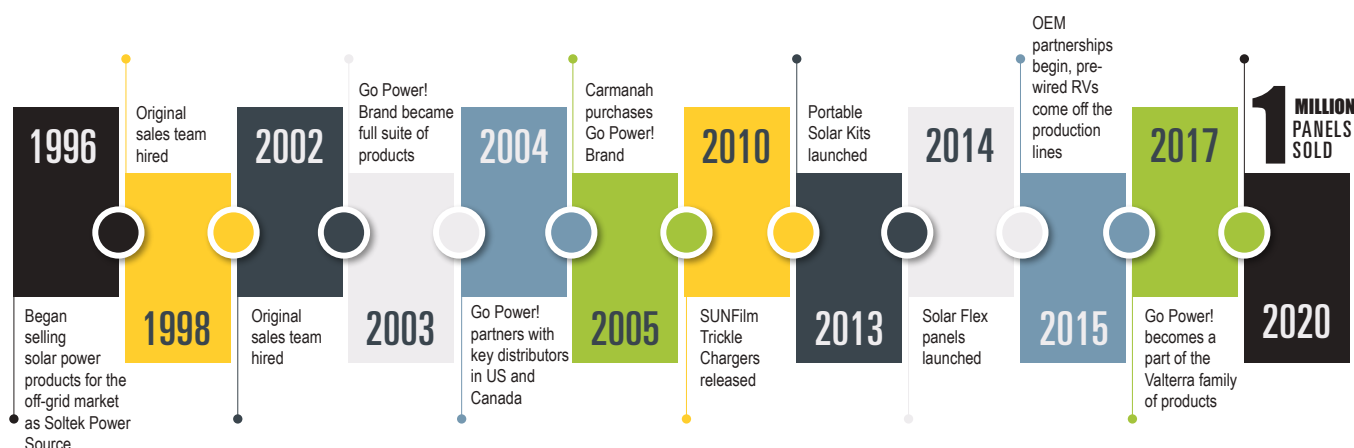 1996
Began
selling
solar power
products for the
off-grid market
as Soltek Power
Source
Original
sales team
hired
1998
2002
Original
sales team
hired
Go Power!
Brand became
full suite of
products
2003
2004
Go Power!
partners with
key distributors
in US and
Canada
Carmanah
purchases
Go Power!
Brand
2005
2010
SUNFilm
Trickle
Chargers
released
Portable
Solar Kits
launched
2013
2014
Solar Flex
panels
launched
OEM
partnerships
begin, pre-
wired RVs
come off the
production
lines
2015
2017
Go Power!
becomes a
part of the
Valterra family
of products
1 MILLION
PANELS
SOLD
2020